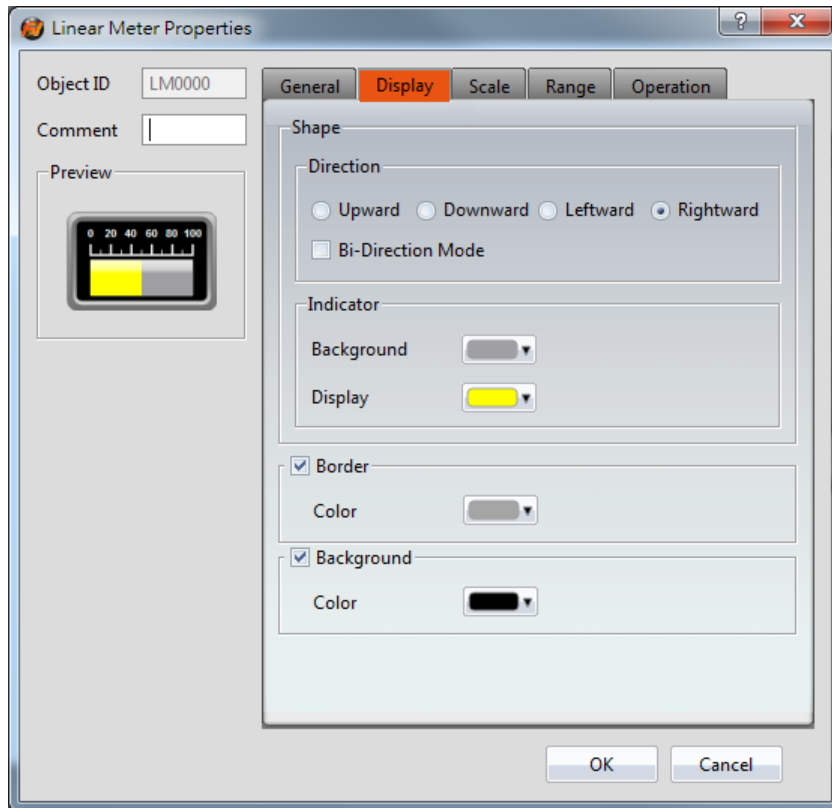 Linear Meter Properties
?
X
Object ID LM0000
Comment
Preview
0 20 40 60 80 100
General Display Scale Range Operation
Shape
Direction
Upward Downward Leftward Rightward
Bi-Direction Mode
Indicator
Background
Display
Border
Color
Background
Color
OK Cancel